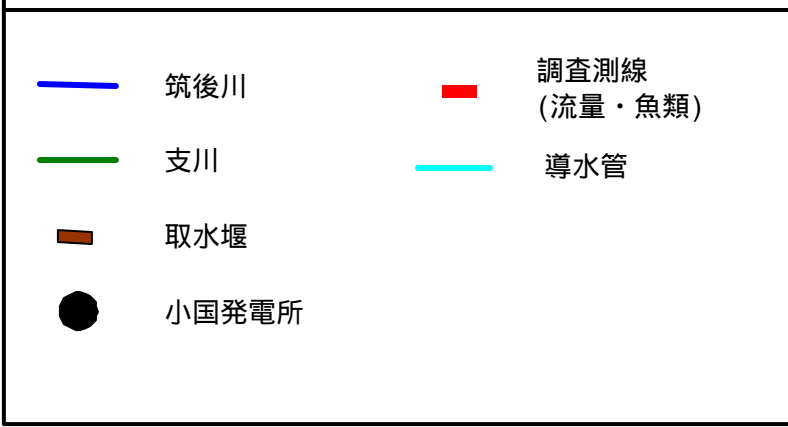 筑後川
支川
取水堰
小国発電所
調査測線
(流量・魚類)
導水管